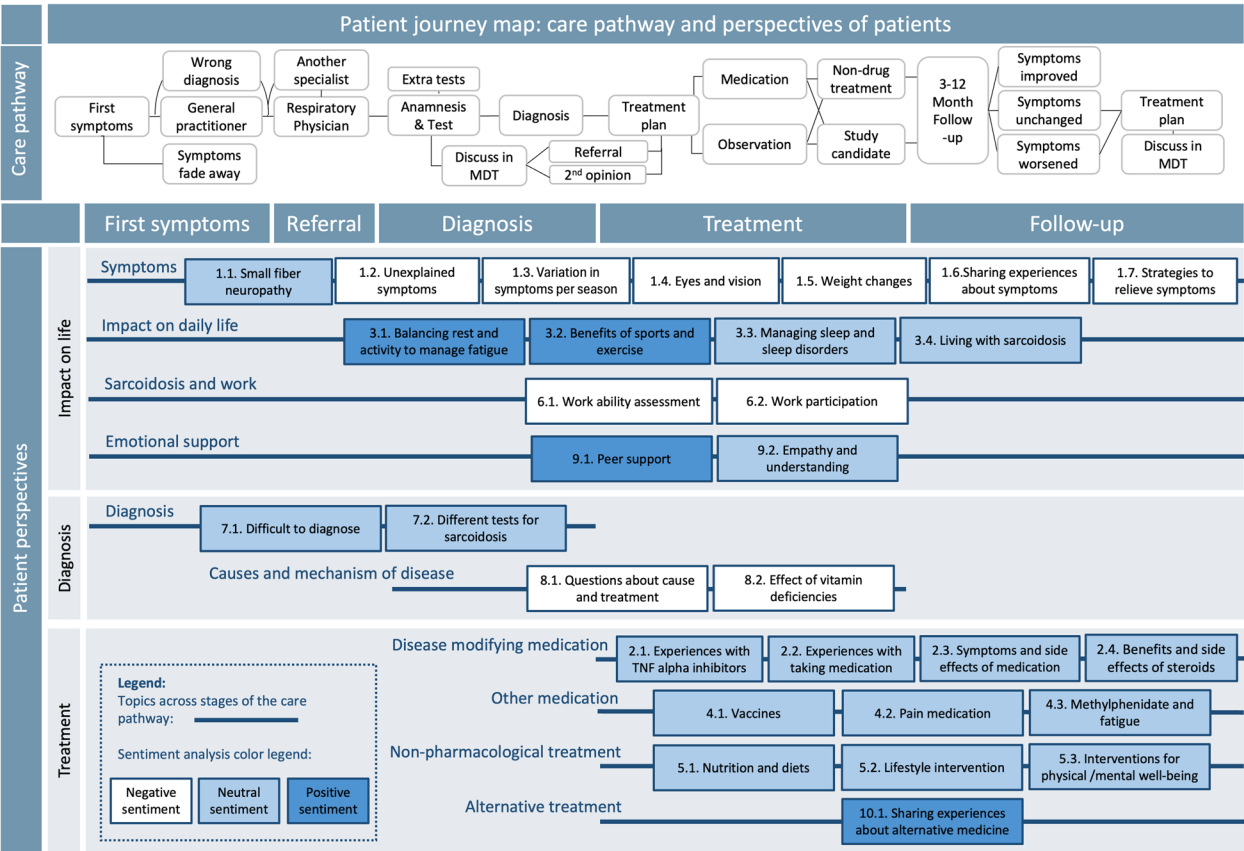 Patient journey map: care pathway and perspectives of patients
Care pathway
First
symptoms
Wrong
diagnosis
General
practitioner
Symptoms
fade away
Another
specialist
Respiratory
Physician
Extra tests
Anamnesis
& Test
Discuss in
MDT
Diagnosis
Referral
2nd opinion
Treatment
plan
Medication
Observation
Non-drug
treatment
Study
candidate
3-12
Month
Follow
-up
Symptoms
improved
Symptoms
unchanged
Symptoms
worsened
Treatment
plan
Discuss in
MDT
First symptoms
Referral
Diagnosis
Treatment
Follow-up
Patient perspectives
Impact on life
Symptoms
1.1. Small fiber
neuropathy
1.2. Unexplained
symptoms
1.3. Variation in
symptoms per season
1.4. Eyes and vision
1.5. Weight changes
1.6.Sharing experiences
about symptoms
1.7. Strategies to
relieve symptoms
Impact on daily life
3.1. Balancing rest and
activity to manage fatigue
3.2. Benefits of sports and
exercise
3.3. Managing sleep and
sleep disorders
3.4. Living with sarcoidosis
Sarcoidosis and work
6.1. Work ability assessment
6.2. Work participation
Emotional support
9.1. Peer support
9.2. Empathy and
understanding
Diagnosis
Diagnosis
7.1. Difficult to diagnose
7.2. Different tests for
sarcoidosis
Causes and mechanism of disease
8.1. Questions about cause
and treatment
8.2. Effect of vitamin
deficiencies
Treatment
Disease modifying medication
2.1. Experiences with
TNF alpha inhibitors
2.2. Experiences with
taking medication
2.3. Symptoms and side
effects of medication
2.4. Benefits and side
effects of steroids
Other medication
4.1. Vaccines
4.2. Pain medication
4.3. Methylphenidate and
fatigue
Non-pharmacological treatment
5.1. Nutrition and diets
5.2. Lifestyle intervention
5.3. Interventions for
physical /mental well-being
Alternative treatment
10.1. Sharing experiences
about alternative medicine
Legend:
Topics across stages of the care
pathway:
Sentiment analysis color legend:
Negative
sentiment
Neutral
sentiment
Positive
sentiment